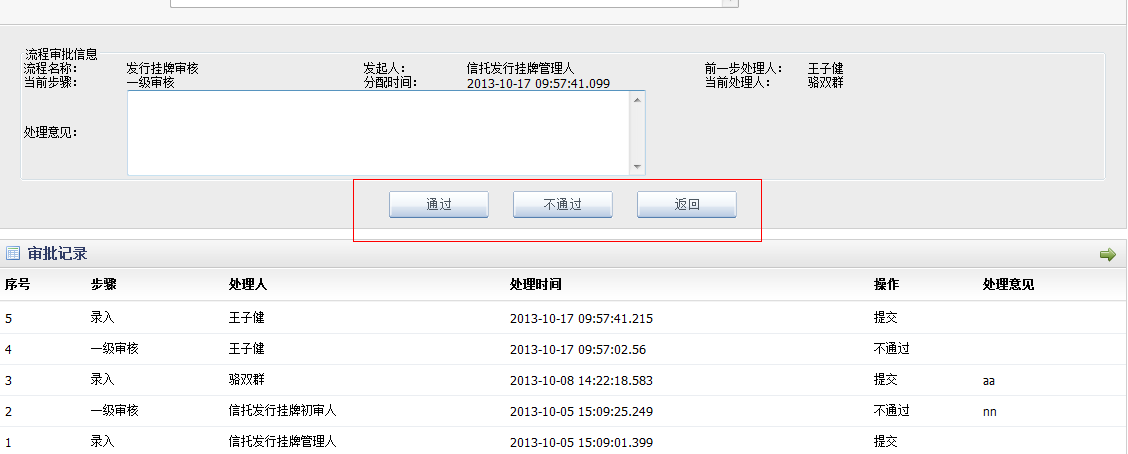 流程审批信息
流程名称： 发行挂牌审核 发起人： 信托发行挂牌管理人 前一步处理人： 王子健
当前步骤： 一级审核 分配时间： 2013-10-17 09:57:41.099 当前处理人： 骆双群
处理意见：
通过 不通过 返回
审批记录
序号 步骤 处理人 处理时间 操作 处理意见
5 录入 王子健 2013-10-17 09:57:41.215 提交
4 一级审核 王子健 2013-10-17 09:57:02.56 不通过
3 录入 骆双群 2013-10-08 14:22:18.583 提交 aa
2 一级审核 信托发行挂牌初审人 2013-10-05 15:09:25.249 不通过 nn
1 录入 信托发行挂牌管理人 2013-10-05 15:09:01.399 提交